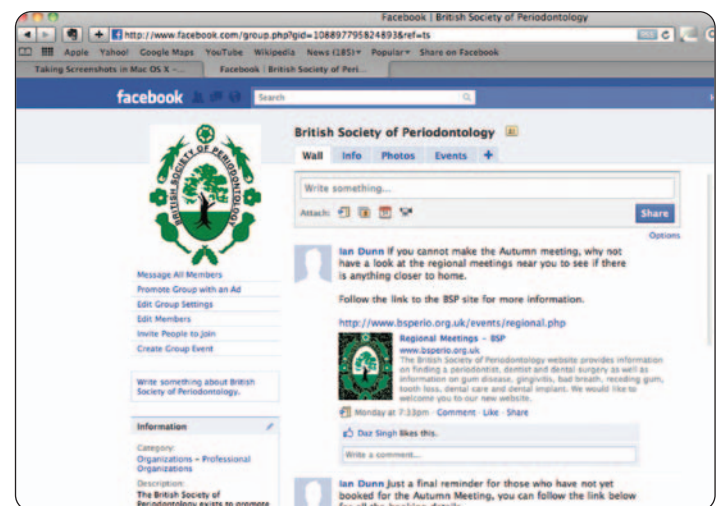 Facebook | British Society of Periodontology
http://www.facebook.com/group.php?gid=108897795824893&ref=ts
Apple Yahoo! Google Maps YouTube Wikipedia News (185) Popular Share on Facebook
Taking Screenshots in Mac OS X – ... Facebook | British Society of Peri...
facebook Search
BRITISH SOCIETY OF PERIODONTOLOGY
Message All Members
Promote Group with an Ad
Edit Group Settings
Edit Members
Invite People to Join
Create Group Event
Write something about British
Society of Periodontology.
Information
Category:
Organizations – Professional
Organizations
Description:
The British Society of
Periodontology exists to promote
British Society of Periodontology
Wall Info Photos Events +
Write something...
Attach:
Share
Options
Ian Dunn If you cannot make the Autumn meeting, why not
have a look at the regional meetings near you to see if there
is anything closer to home.
Follow the link to the BSP site for more information.
http://www.bsperio.org.uk/events/regional.php
Regional Meetings – BSP
www.bsperio.org.uk
The British Society of Periodontology website provides information
on finding a periodontist, dentist and dental surgery as well as
information on gum disease, gingivitis, bad breath, receding gum,
tooth loss, dental care and dental implant. We would like to
welcome you to our new website.
Monday at 7:33pm · Comment · Like · Share
Daz Singh likes this.
Write a comment...
Ian Dunn Just a final reminder for those who have not yet
booked for the Autumn Meeting, you can follow the link below
for all the booking details.